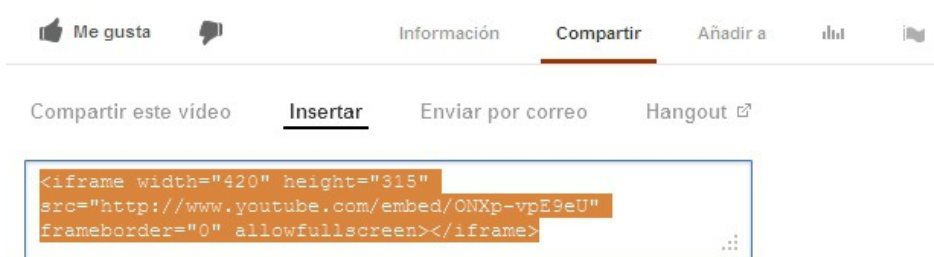 Me gusta Información Compartir Añadir a
Compartir este vídeo Insertar Enviar por correo Hangout
<iframe width="420" height="315"
src="http://www.youtube.com/embed/ONXp-vpE9eU"
frameborder="0" allowfullscreen></iframe>